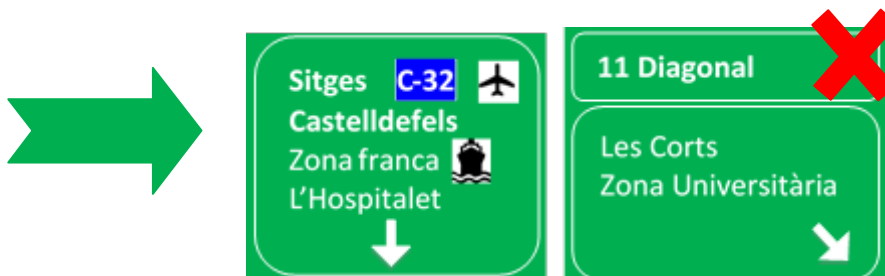 Sitges C-32
Castelldefels
Zona franca
L'Hospitalet
11 Diagonal
Les Corts
Zona Universitària